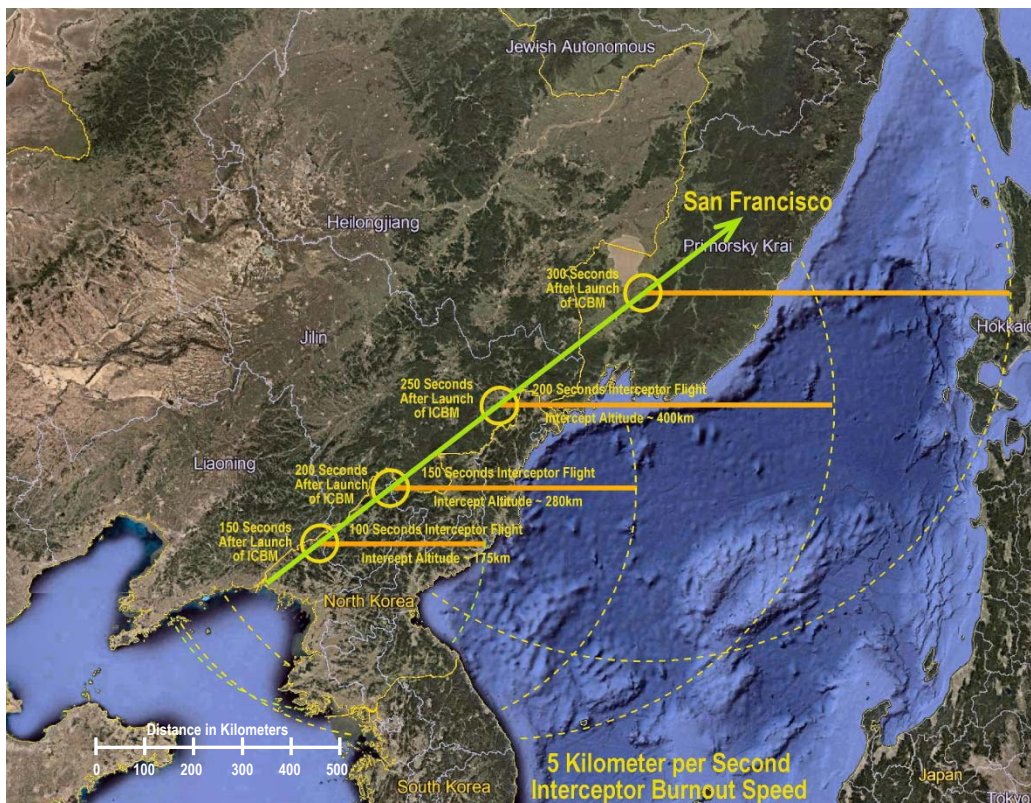 Jewish Autonomous
San Francisco
Heilongjiang
Primorsky Krai
300 Seconds
After Launch
of ICBM
Hokkaid
Jilin
250 Seconds
After Launch
of ICBM
200 Seconds Interceptor Flight
Intercept Altitude ~ 400km
Liaoning
200 Seconds
After Launch
of ICBM
150 Seconds Interceptor Flight
Intercept Altitude ~ 280km
150 Seconds
After Launch
of ICBM
100 Seconds Interceptor Flight
Intercept Altitude ~ 175km
North Korea
Distance in Kilometers
0 100 200 300 500
South Korea
5 Kilometer per Second
Interceptor Burnout Speed
Japan
Tokyo